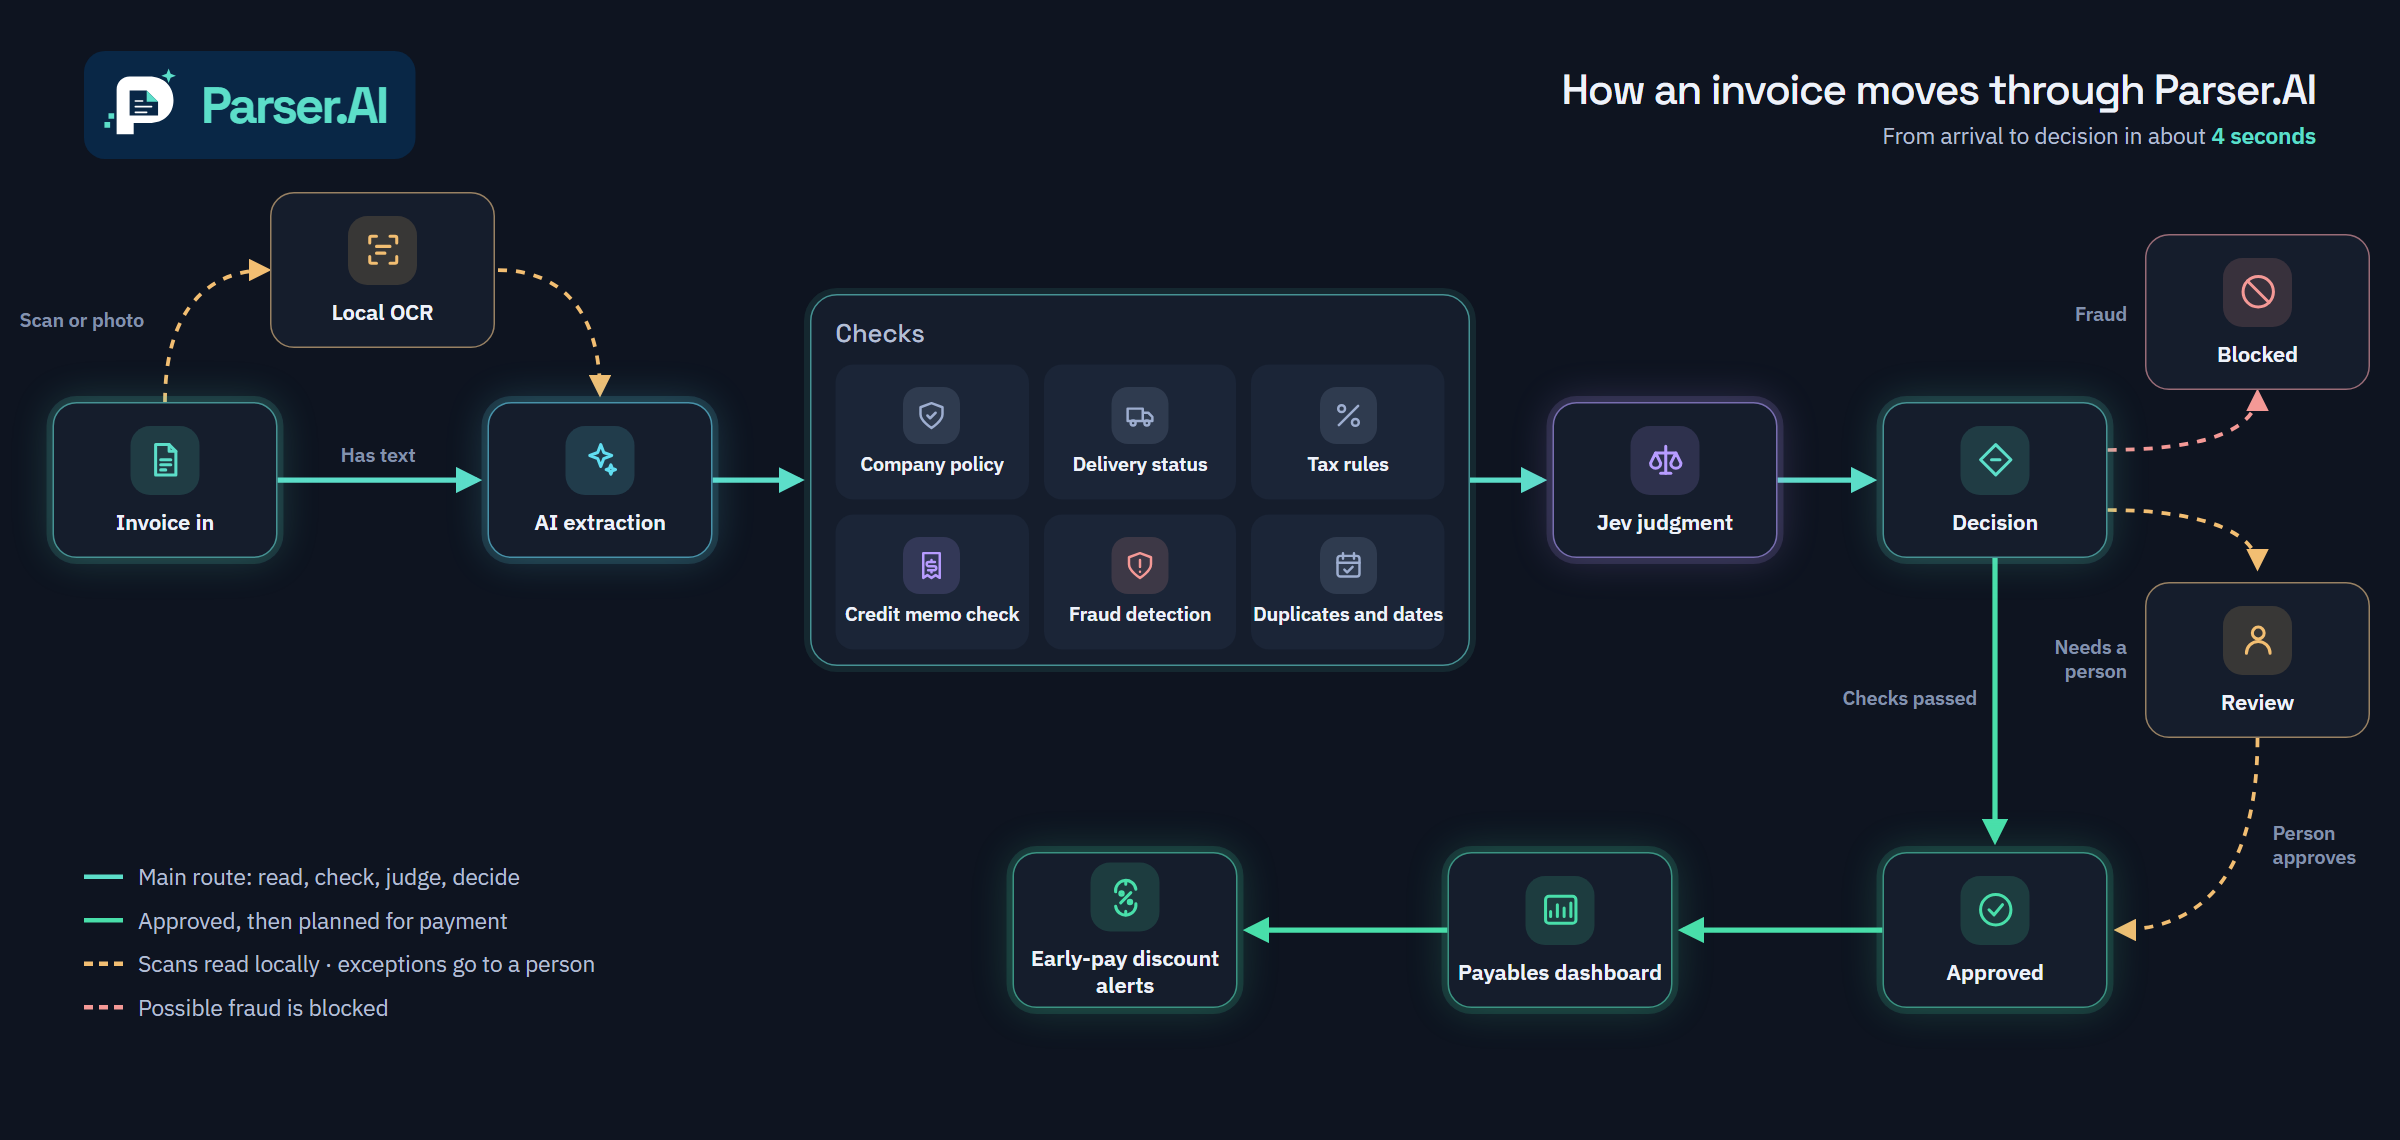 Parser.AI
How an invoice moves through Parser.AI
From arrival to decision in about 4 seconds
Local OCR
Scan or photo
Invoice in
Has text
AI extraction
Checks
Company policy
Delivery status
Tax rules
Credit memo check
Fraud detection
Duplicates and dates
Jev judgment
Decision
Fraud
Blocked
Needs a
person
Review
Checks passed
Person
approves
Approved
Payables dashboard
Early-pay discount
alerts
Main route: read, check, judge, decide
Approved, then planned for payment
Scans read locally · exceptions go to a person
Possible fraud is blocked